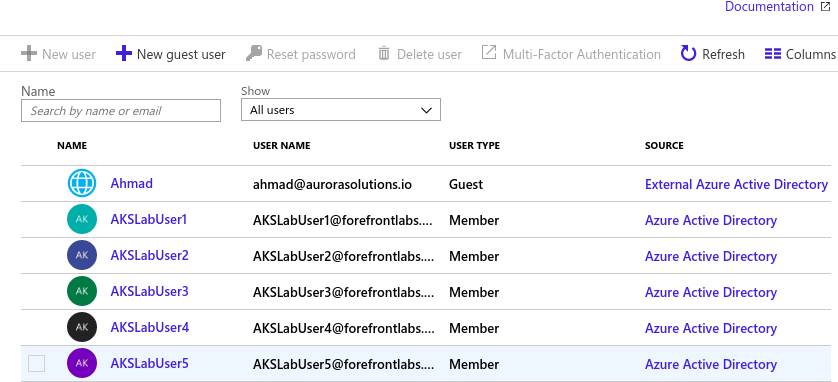 Documentation
New user New guest user Reset password Delete user Multi-Factor Authentication Refresh Columns
Name Show
Search by name or email All users
NAME USER NAME USER TYPE SOURCE
Ahmad ahmad@aurorasolutions.io Guest External Azure Active Directory
AK AKSLabUser1 AKSLabUser1@forefrontlabs.... Member Azure Active Directory
AK AKSLabUser2 AKSLabUser2@forefrontlabs.... Member Azure Active Directory
AK AKSLabUser3 AKSLabUser3@forefrontlabs.... Member Azure Active Directory
AK AKSLabUser4 AKSLabUser4@forefrontlabs.... Member Azure Active Directory
AK AKSLabUser5 AKSLabUser5@forefrontlabs.... Member Azure Active Directory